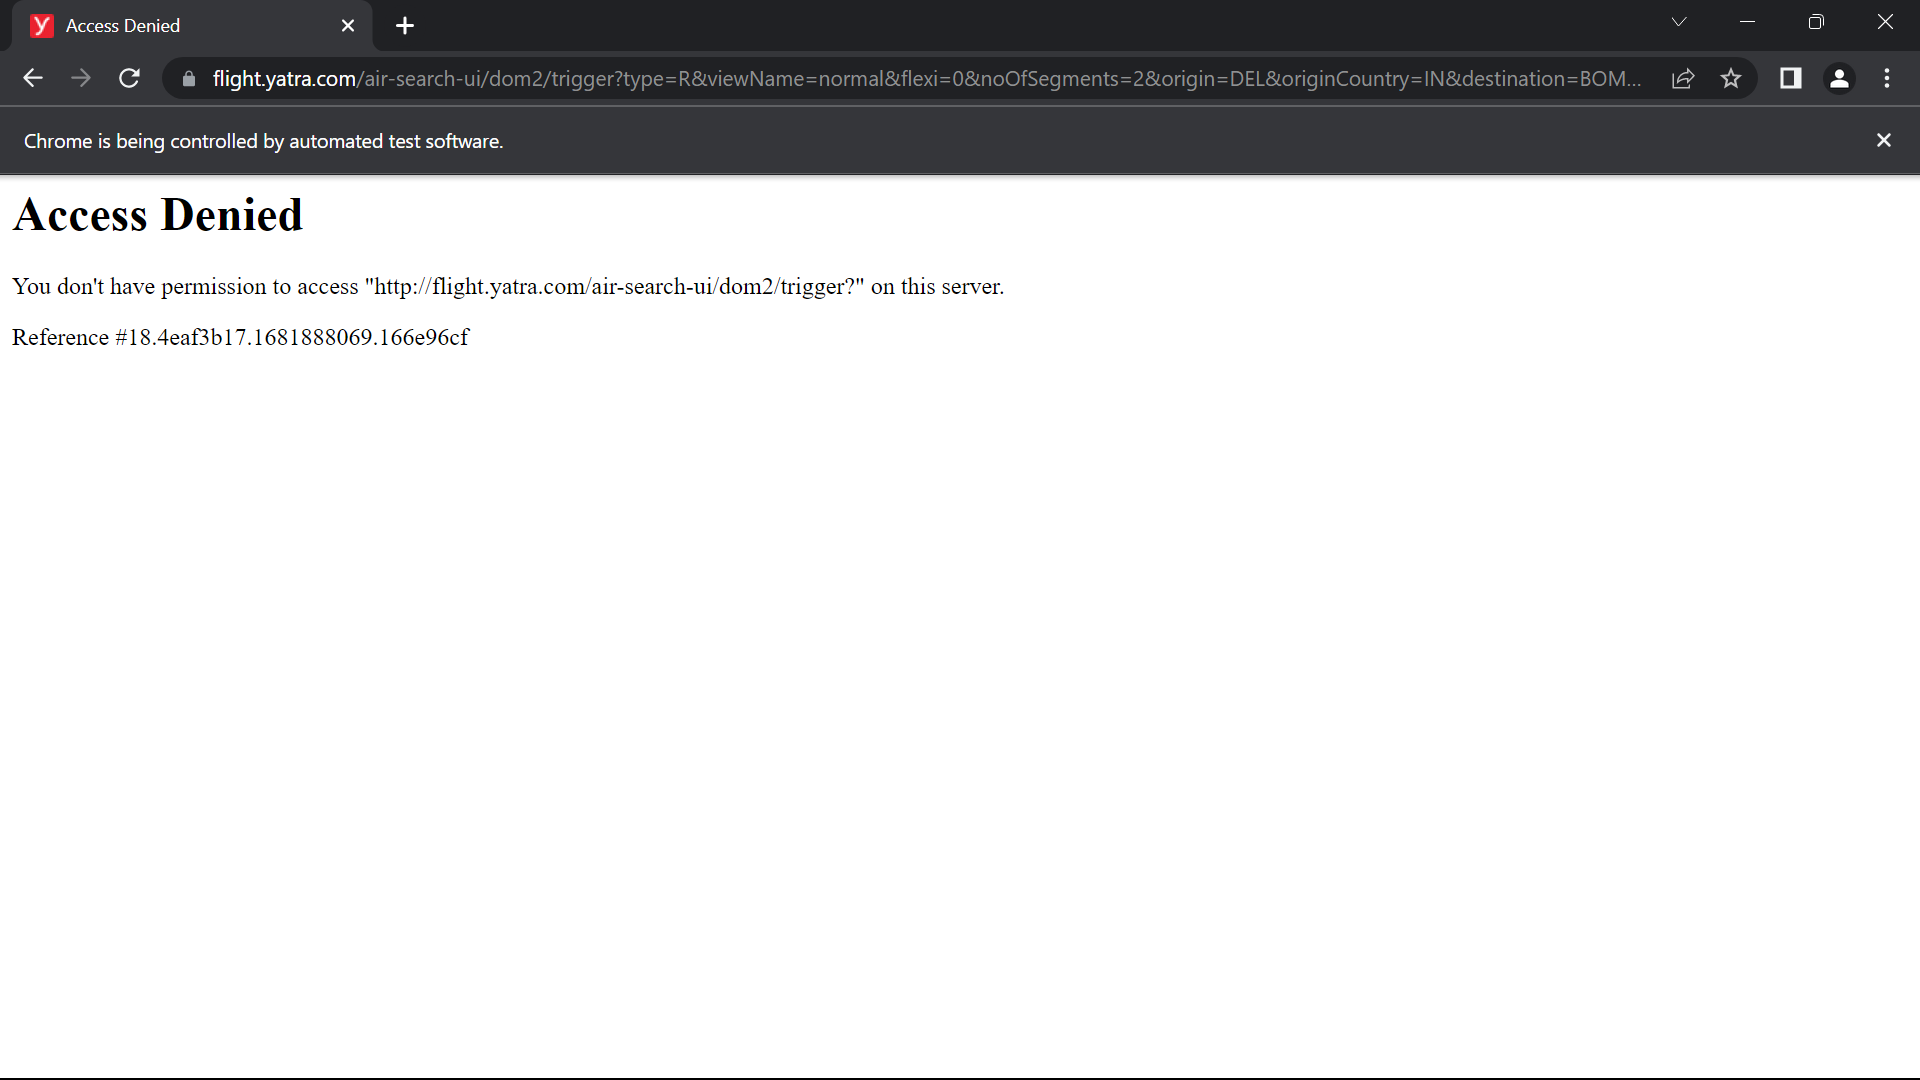 Access Denied
flight.yatra.com/air-search-ui/dom2/trigger?type=R&viewName=normal&flexi=0&noOfSegments=2&origin=DEL&originCountry=IN&destination=BOM...
Chrome is being controlled by automated test software.
Access Denied
You don't have permission to access "http://flight.yatra.com/air-search-ui/dom2/trigger?" on this server.
Reference #18.4eaf3b17.1681888069.166e96cf